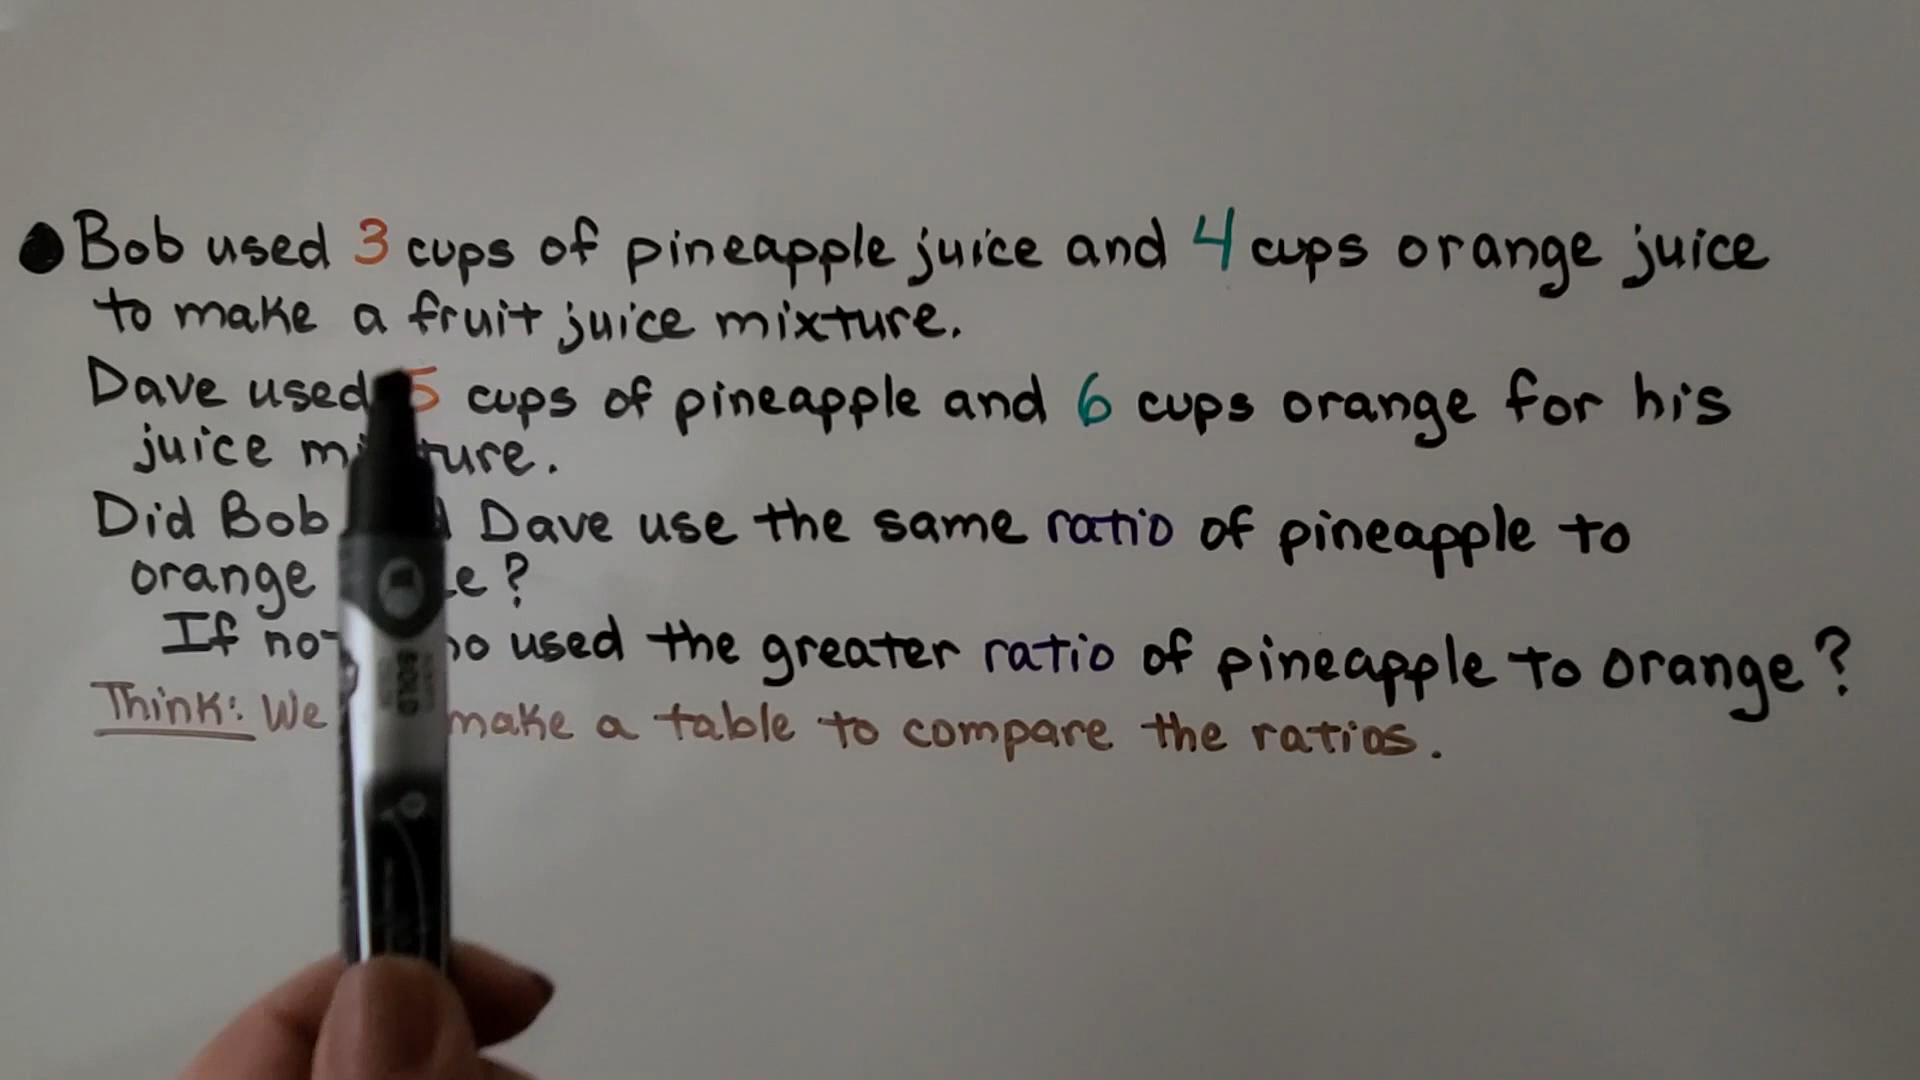 Bob used 3 cups of pineapple juice and 4 cups orange juice
to make a fruit juice mixture.
Dave used 5 cups of pineapple and 6 cups orange for his
juice mixture.
Did Bob Dave use the same ratio of pineapple to
orange ?
If used the greater ratio of pineapple to orange?
Think: We make a table to compare the ratios.
BOLD